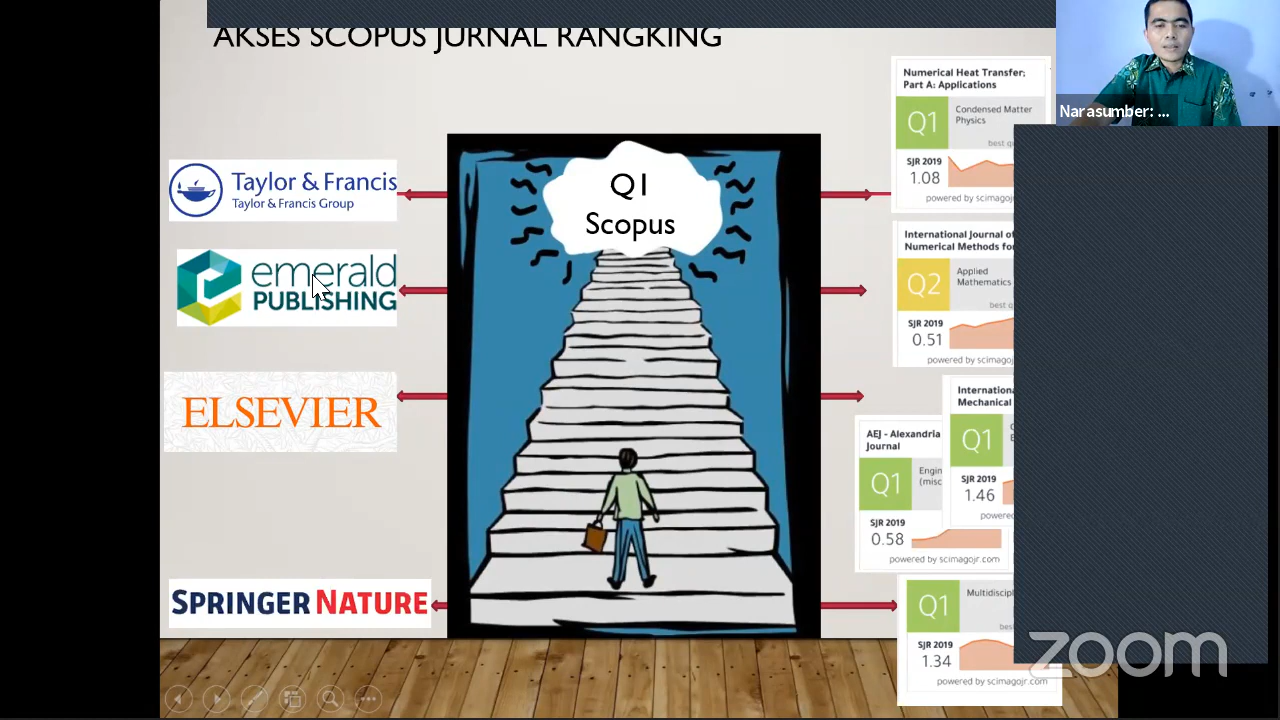 AKSES SCOPUS JURNAL RANGKING
Narasumber: ...
Taylor & Francis
Taylor & Francis Group
emerald
PUBLISHING
ELSEVIER
SPRINGER NATURE
Q1
Scopus
Numerical Heat Transfer;
Part A: Applications
Q1
Condensed Matter
Physics
SJR 2019
1.08
powered by scimagojr
International Journal of
Numerical Methods for
Q2
Applied
Mathematics
SJR 2019
0.51
powered by scimagojr.com
International
Mechanical
Q1
SJR 2019
1.46
AEJ - Alexandria
Journal
Q1
SJR 2019
0.58
powered by scimagojr.com
Q1
SJR 2019
1.34
powered by scimagojr.com
zoom